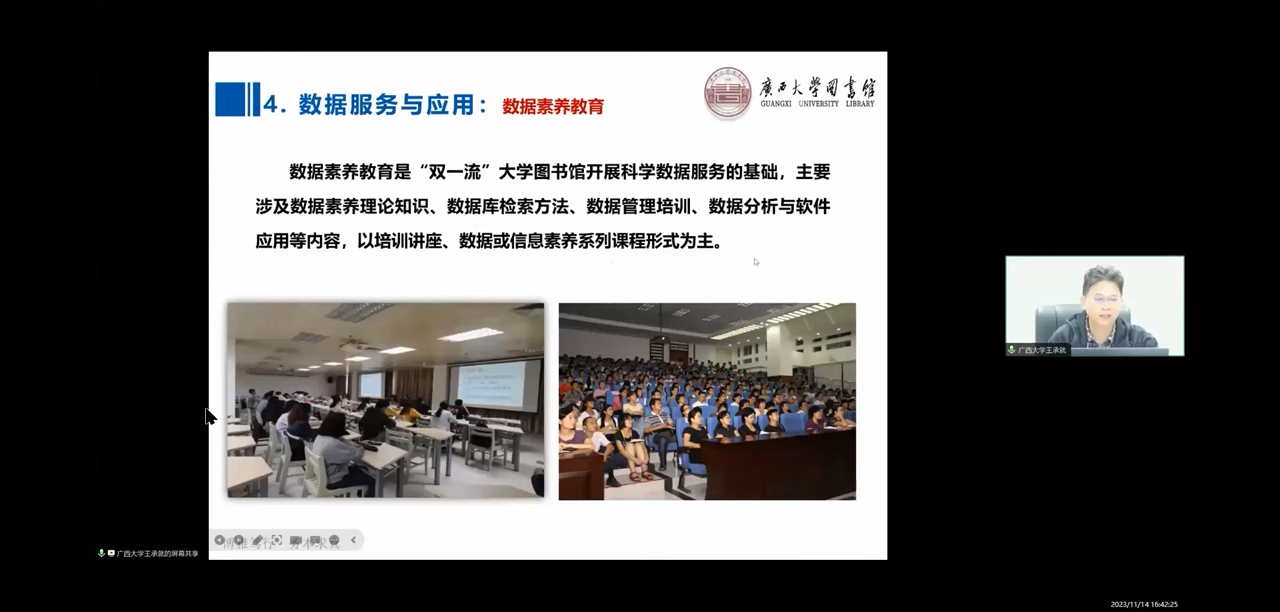 4. 数据服务与应用：数据素养教育
廣西大學图書館
GUANGXI UNIVERSITY LIBRARY
数据素养教育是“双一流”大学图书馆开展科学数据服务的基础，主要
涉及数据素养理论知识、数据库检索方法、数据管理培训、数据分析与软件
应用等内容，以培训讲座、数据或信息素养系列课程形式为主。
广西大学王承就
广西大学王承就的屏幕共享
2023/11/14 16:42:25